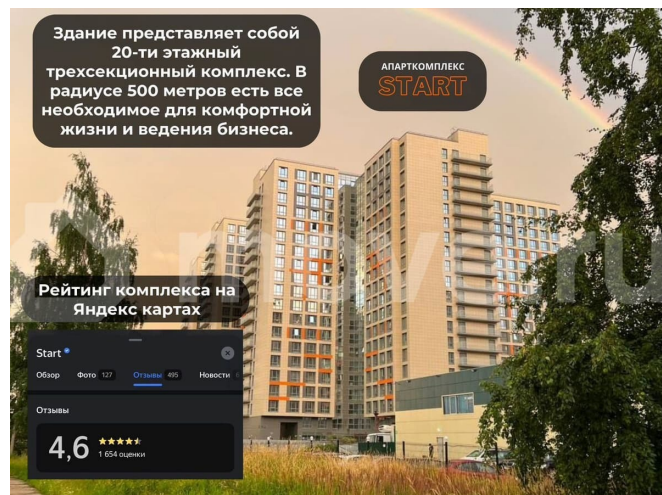 Здание представляет собой
20-ти этажный
трехсекционный комплекс. В
радиусе 500 метров есть все
необходимое для комфортной
жизни и ведения бизнеса.
АПАРТКОМПЛЕКС
START
move.ru
Рейтинг комплекса на
Яндекс картах
Start
Обзор Фото 127 Отзывы 495 Новости
Отзывы
4,6
1 654 оценки